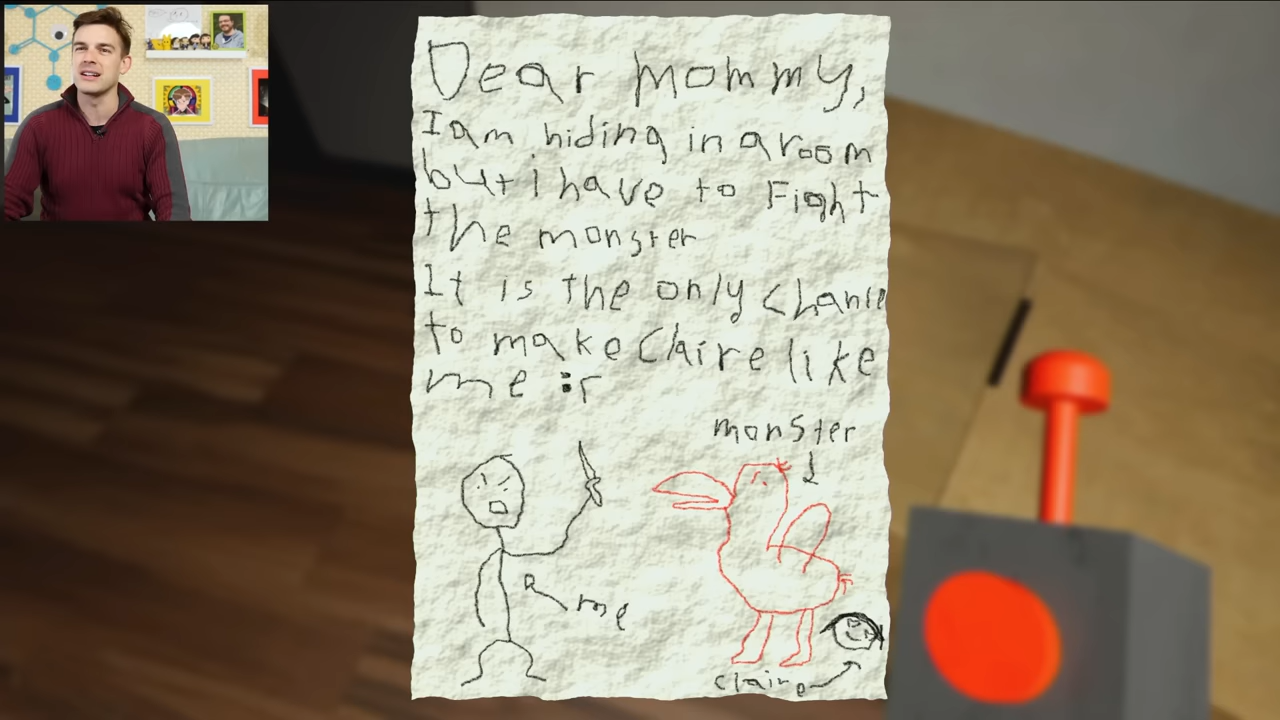 Dear mommy,
I am hiding in a room
but i have to Fight
the monster
It is the only chance
to make Claire like
me :r
monster
me
Claire